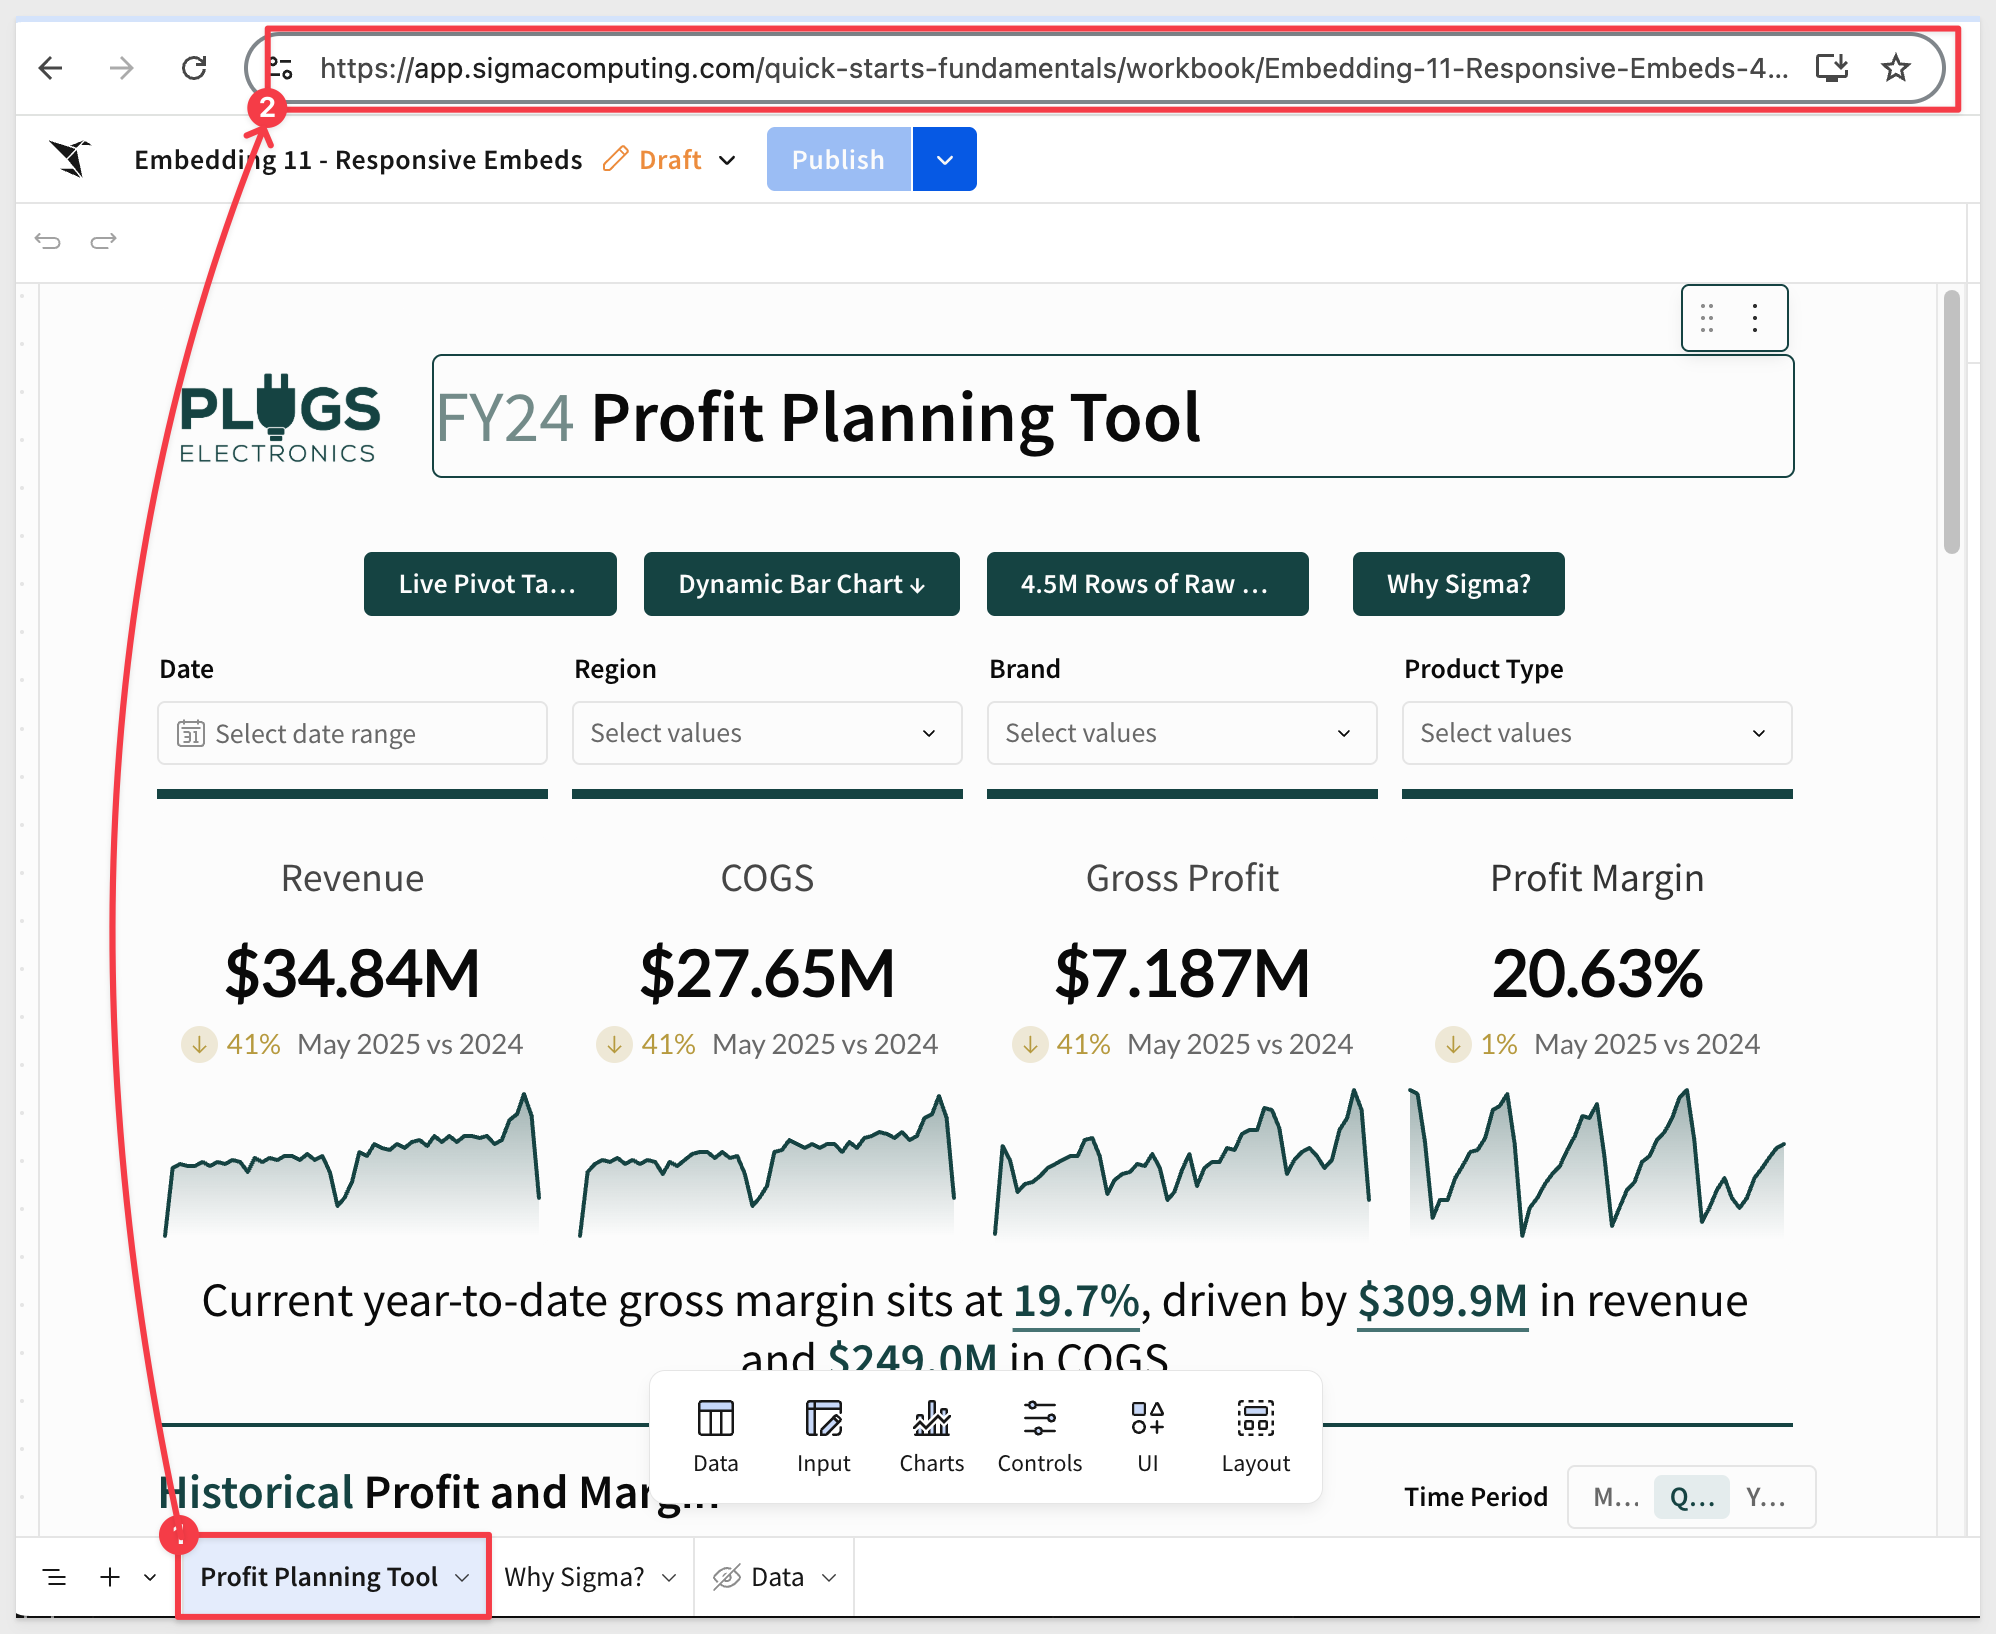 https://app.sigmacomputing.com/quick-starts-fundamentals/workbook/Embedding-11-Responsive-Embeds-4...
2
Embedding 11 - Responsive Embeds Draft Publish
PLUGS
ELECTRONICS
FY24 Profit Planning Tool
Live Pivot Ta... Dynamic Bar Chart ↓ 4.5M Rows of Raw ... Why Sigma?
Date Region Brand Product Type
31 Select date range Select values Select values Select values
Revenue COGS Gross Profit Profit Margin
$34.84M $27.65M $7.187M 20.63%
↓ 41% May 2025 vs 2024 ↓ 41% May 2025 vs 2024 ↓ 41% May 2025 vs 2024 ↓ 1% May 2025 vs 2024
Current year-to-date gross margin sits at 19.7%, driven by $309.9M in revenue
and $249.0M in COGS
Data Input Charts Controls UI Layout
Historical Profit and Margin
Time Period M... Q... Y...
1
Profit Planning Tool Why Sigma? Data